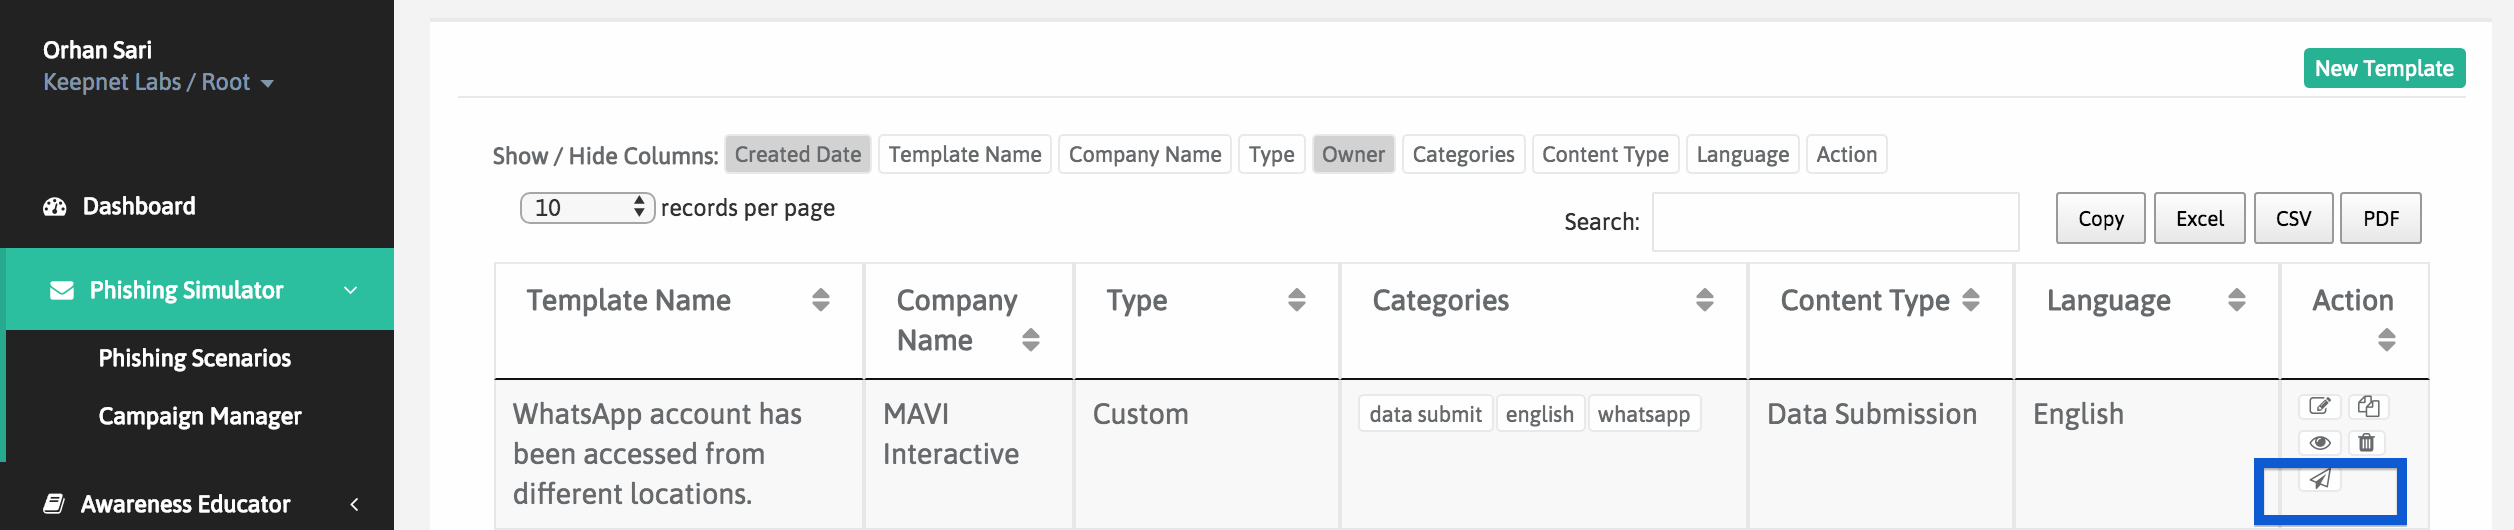 Orhan Sari
Keepnet Labs / Root
Dashboard
Phishing Simulator
Phishing Scenarios
Campaign Manager
Awareness Educator
New Template
Show / Hide Columns: Created Date Template Name Company Name Type Owner Categories Content Type Language Action
10 records per page
Search: Copy Excel CSV PDF
Template Name Company Name Type Categories Content Type Language Action
WhatsApp account has been accessed from different locations. MAVI Interactive Custom data submit english whatsapp Data Submission English